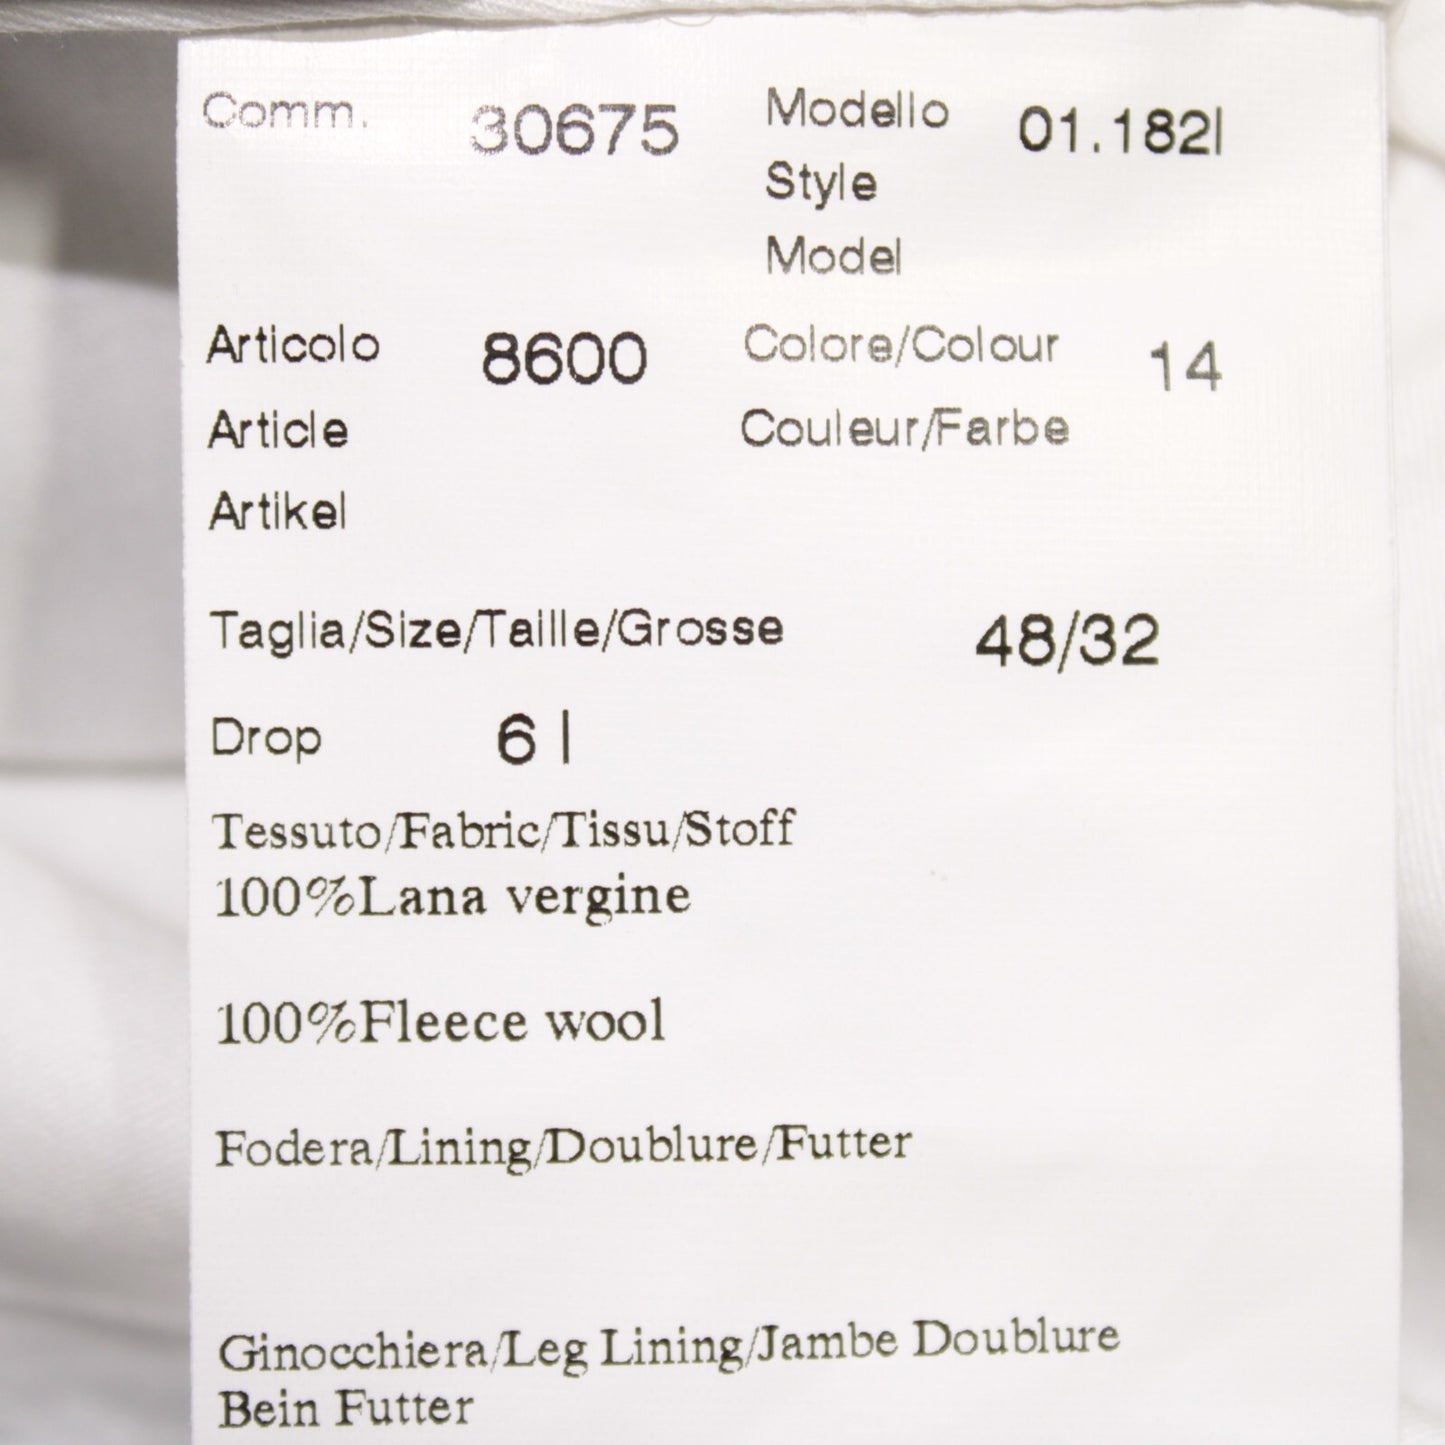 Comm. 30675 Modello 01.182l
Style
Model
Articolo 8600 Colore/Colour 14
Article Couleur/Farbe
Artikel
Taglia/Size/Taille/Grosse 48/32
Drop 6 l
Tessuto/Fabric/Tissu/Stoff
100%Lana vergine
100%Fleece wool
Fodera/Lining/Doublure/Futter
Ginocchiera/Leg Lining/Jambe Doublure
Bein Futter